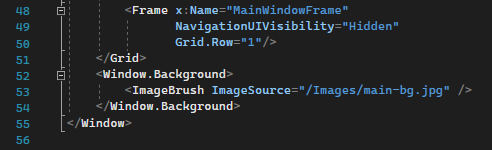 48 <Frame x:Name="MainWindowFrame"
49 NavigationUIVisibility="Hidden"
50 Grid.Row="1"/>
51 </Grid>
52 <Window.Background>
53 <ImageBrush ImageSource="/Images/main-bg.jpg" />
54 </Window.Background>
55 </Window>
56